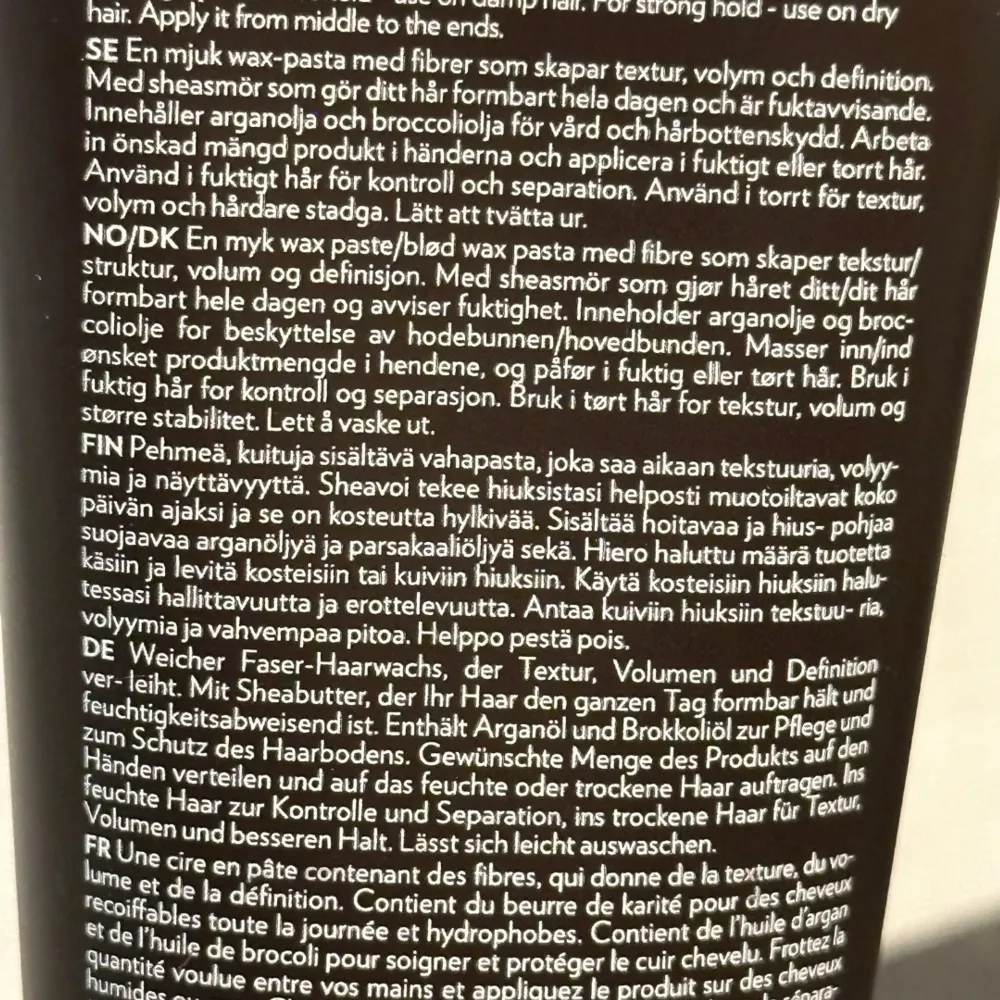 use on damp hair. For strong hold - use on dry
hair. Apply it from middle to the ends.
SE En mjuk wax-pasta med fibrer som skapar textur, volym och definition.
Med sheasmör som gör ditt hår formbart hela dagen och är fuktavvisande.
Innehåller arganolja och broccoliolja för vård och hårbottenskydd. Arbeta
in önskad mängd produkt i händerna och applicera i fuktigt eller torrt hår.
Använd i fuktigt hår för kontroll och separation. Använd i torrt för textur,
volym och hårdare stadga. Lätt att tvätta ur.
NO/DK En myk wax paste/blød wax pasta med fibre som skaper tekstur/
struktur, volum og definisjon. Med sheasmör som gjør håret ditt/dit hår
formbart hele dagen og avviser fuktighet. Inneholder arganolje og broc-
coliolje for beskyttelse av hodebunnen/hovedbunden. Masser inn/ind
ønsket produktmengde i hendene, og påfør i fuktig eller tørt hår. Bruk i
fuktig hår for kontroll og separasjon. Bruk i tørt hår for tekstur, volum og
større stabilitet. Lett å vaske ut.
FIN Pehmeä, kuituja sisältävä vahapasta, joka saa aikaan tekstuuria, volyy-
mia ja näyttävyyttä. Sheavoi tekee hiuksistasi helposti muotoiltavat koko
päivän ajaksi ja se on kosteutta hylkivää. Sisältää hoitavaa ja hius- pohjaa
suojaavaa arganöljyä ja parsakaaliöljyä sekä. Hiero haluttu määrä tuotetta
käsiin ja levitä kosteisiin tai kuiviin hiuksiin. Käytä kosteisiin hiuksiin halu-
tessasi hallittavuutta ja erottelevuutta. Antaa kuiviin hiuksiin tekstuu- ria,
volyymia ja vahvempaa pitoa. Helppo pestä pois.
DE Weicher Faser-Haarwachs, der Textur, Volumen und Definition
ver- leiht. Mit Sheabutter, der Ihr Haar den ganzen Tag formbar hält und
feuchtigkeitsabweisend ist. Enthält Arganöl und Brokkoliöl zur Pflege und
zum Schutz des Haarbodens. Gewünschte Menge des Produkts auf den
Händen verteilen und auf das feuchte oder trockene Haar auftragen. Ins
feuchte Haar zur Kontrolle und Separation, ins trockene Haar für Textur,
Volumen und besseren Halt. Lässt sich leicht auswaschen.
FR Une cire en pâte contenant des fibres, qui donne de la texture, du vo-
lume et de la définition. Contient du beurre de karité pour des cheveux
recoiffables toute la journée et hydrophobes. Contient de l'huile d'argan
et de l'huile de brocoli pour soigner et protéger le cuir chevelu. Frottez la
quantité voulue entre vos mains et appliquez le produit sur des cheveux
humides